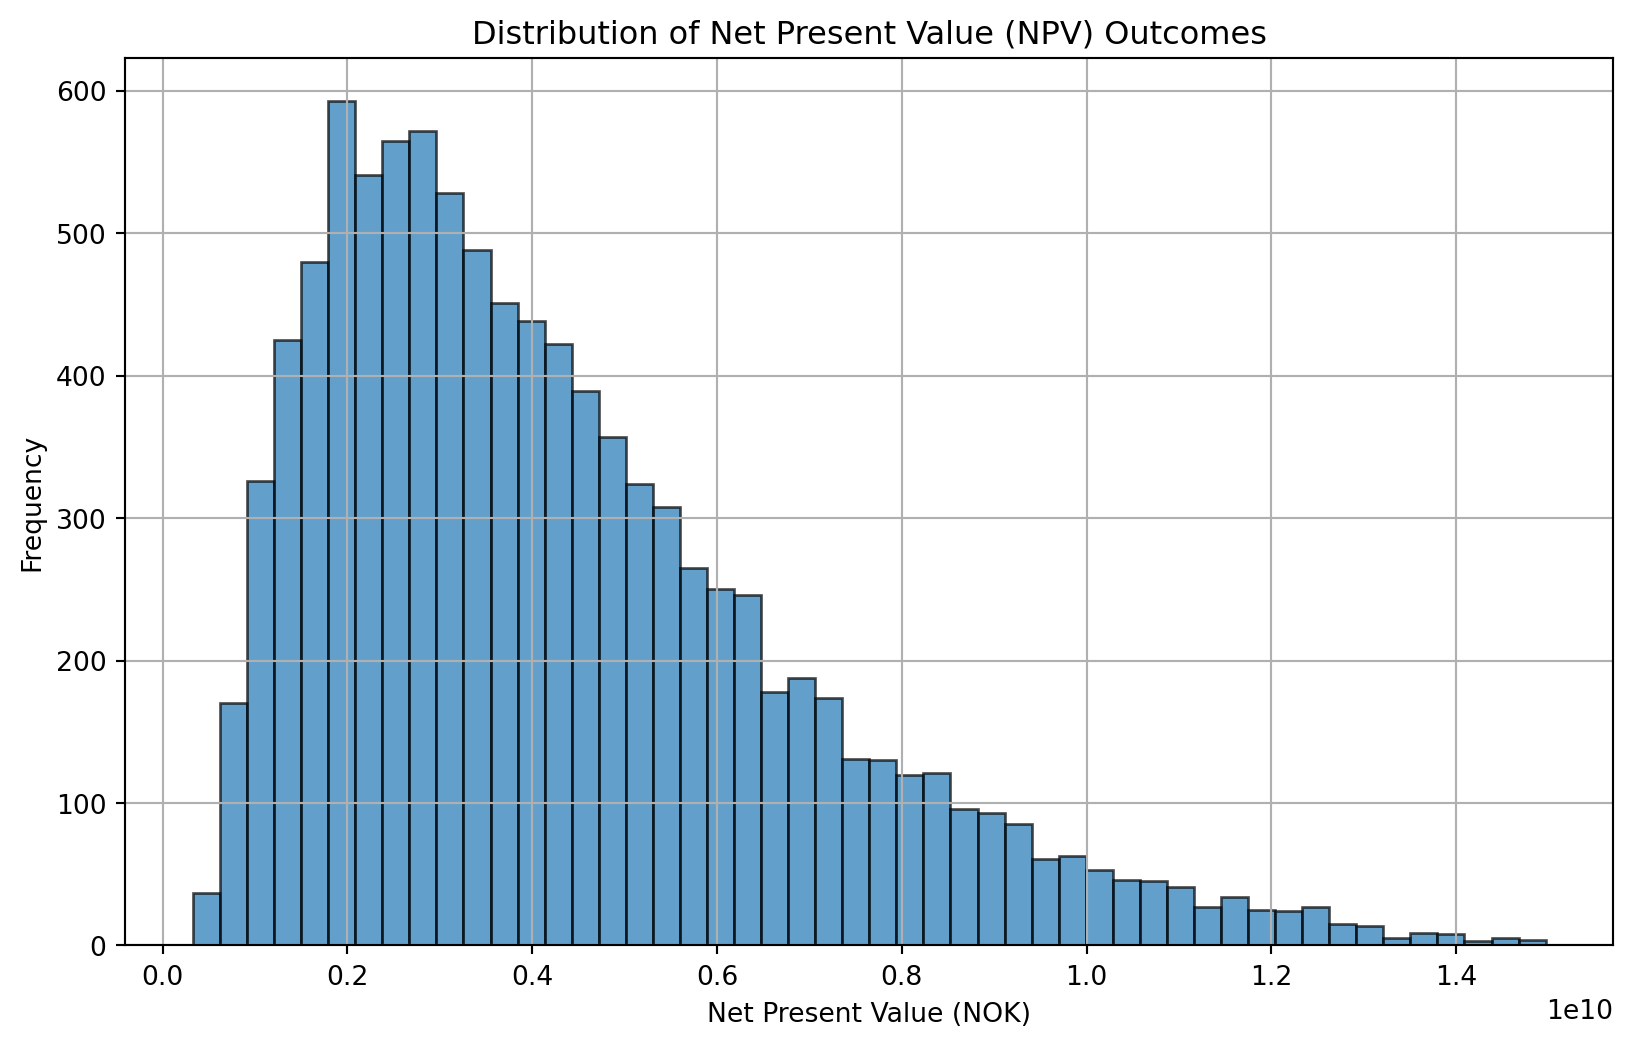 Distribution of Net Present Value (NPV) Outcomes
600
500
400
300
200
100
0
Frequency
0.0 0.2 0.4 0.6 0.8 1.0 1.2 1.4
1e10
Net Present Value (NOK)